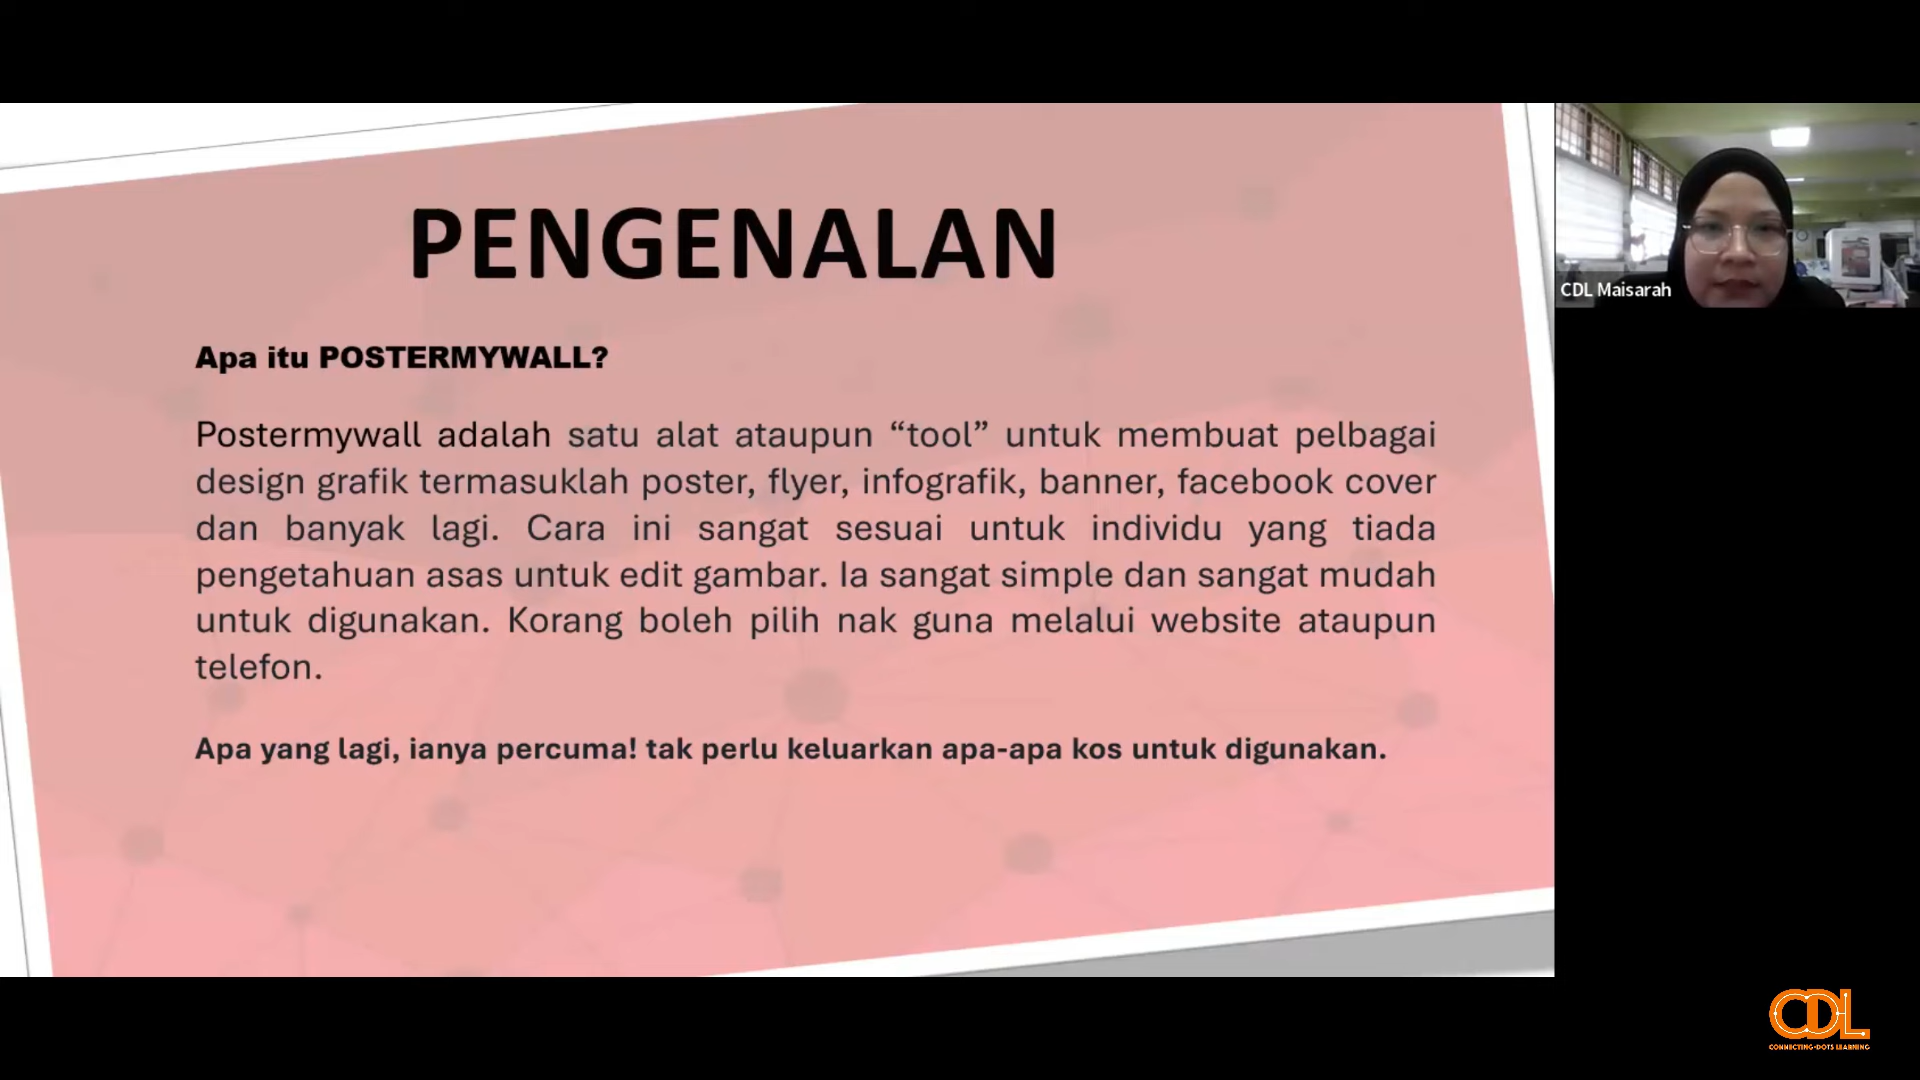 PENGENALAN
Apa itu POSTERMYWALL?
Postermywall adalah satu alat ataupun “tool” untuk membuat pelbagai
design grafik termasuklah poster, flyer, infografik, banner, facebook cover
dan banyak lagi. Cara ini sangat sesuai untuk individu yang tiada
pengetahuan asas untuk edit gambar. Ia sangat simple dan sangat mudah
untuk digunakan. Korang boleh pilih nak guna melalui website ataupun
telefon.
Apa yang lagi, ianya percuma! tak perlu keluarkan apa-apa kos untuk digunakan.
CDL Maisarah
CDL
CONNECTING-DOTS LEARNING